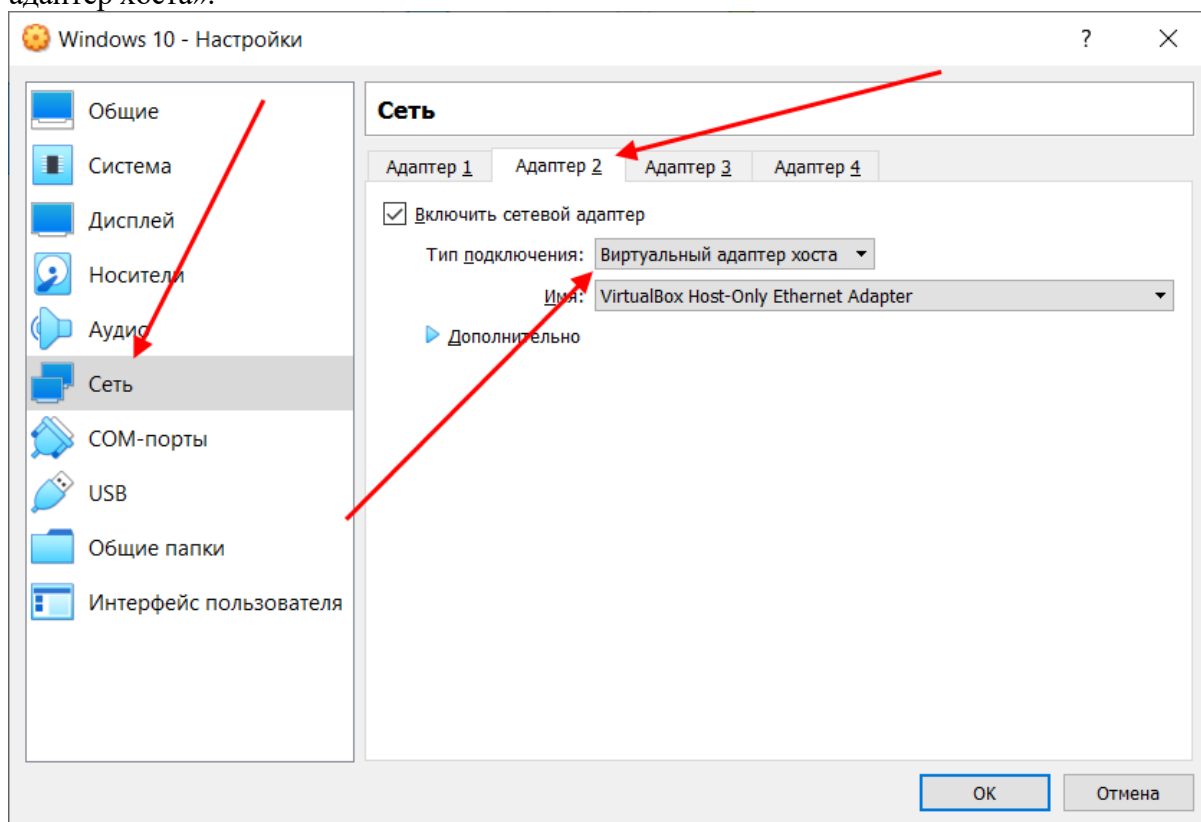 адаптер хоста».
Windows 10 - Настройки
?
Общие
Система
Дисплей
Носители
Аудио
Сеть
COM-порты
USB
Общие папки
Интерфейс пользователя
Сеть
Адаптер 1 Адаптер 2 Адаптер 3 Адаптер 4
Включить сетевой адаптер
Тип подключения: Виртуальный адаптер хоста
Имя: VirtualBox Host-Only Ethernet Adapter
Дополнительно
OK Отмена